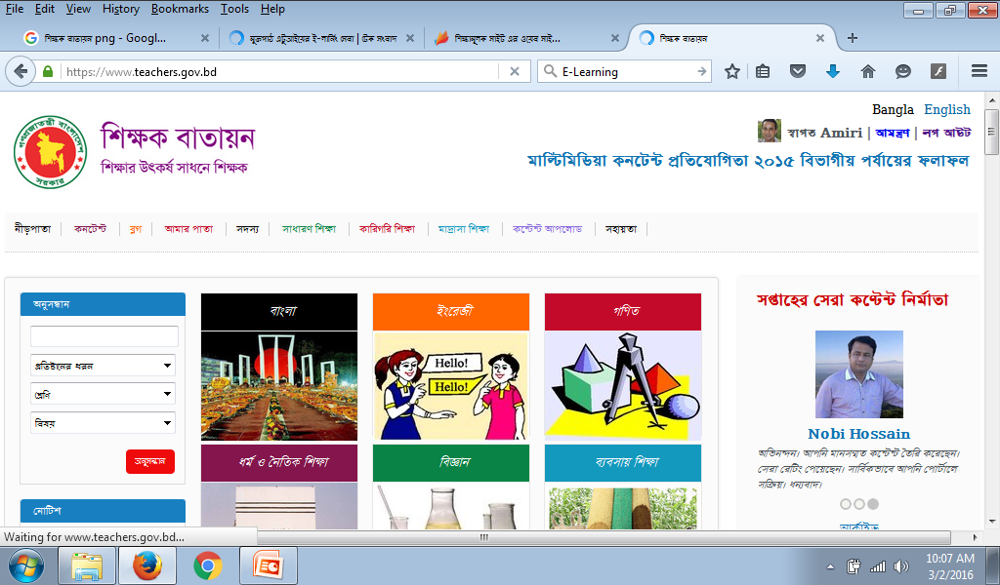 File Edit View History Bookmarks Tools Help
শিক্ষক বাতায়ন png - Googl...
মুক্তপাঠ এটুআইয়ের ই-লার্নিং সেবা | টেক সংবাদ
শিক্ষামূলক সাইট এর ওয়েব সাই...
শিক্ষক বাতায়ন
https://www.teachers.gov.bd
E-Learning
Bangla English
স্বাগত Amiri | আমন্ত্রণ | লগ আউট
গণপ্রজাতন্ত্রী বাংলাদেশ
সরকার
শিক্ষক বাতায়ন
শিক্ষার উৎকর্ষ সাধনে শিক্ষক
মাল্টিমিডিয়া কনটেন্ট প্রতিযোগিতা ২০১৫ বিভাগীয় পর্যায়ের ফলাফল
নীড়পাতা কনটেন্ট ব্লগ আমার পাতা সদস্য সাধারণ শিক্ষা কারিগরি শিক্ষা মাদ্রাসা শিক্ষা কন্টেন্ট আপলোড সহায়তা
অনুসন্ধান
প্রতিষ্ঠানের ধরন
শ্রেণি
বিষয়
অনুসন্ধান
নোটিশ
বাংলা
ইংরেজী
গণিত
Hello!
Hello!
ধর্ম ও নৈতিক শিক্ষা
বিজ্ঞান
ব্যবসায় শিক্ষা
সপ্তাহের সেরা কণ্টেন্ট নির্মাতা
Nobi Hossain
অভিনন্দন। আপনি মানসম্মত কন্টেন্ট তৈরি করেছেন।
সেরা রেটিং পেয়েছেন। সার্বিকভাবে আপনি পোর্টালে
সক্রিয়। ধন্যবাদ।
আর্কাইভ
Waiting for www.teachers.gov.bd...
10:07 AM
3/2/2016